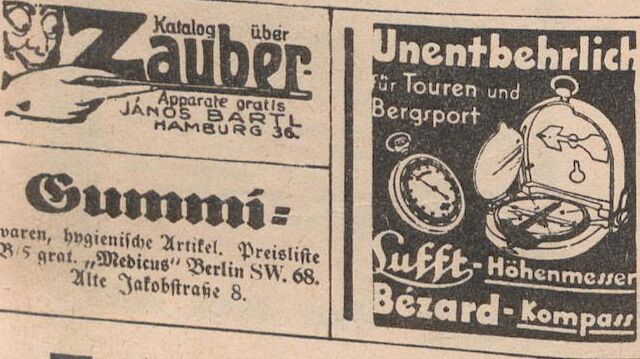 Katalog über
Zauber-
Apparate gratis
JÁNOS BARTL
HAMBURG 36.
Gummi-
waren, hygienische Artikel. Preisliste
B/5 grat. „Medicus“ Berlin SW. 68.
Alte Jakobstraße 8.
Unentbehrlich
für Touren und
Bergsport
Lufft-Höhenmesser
Bézard-Kompass